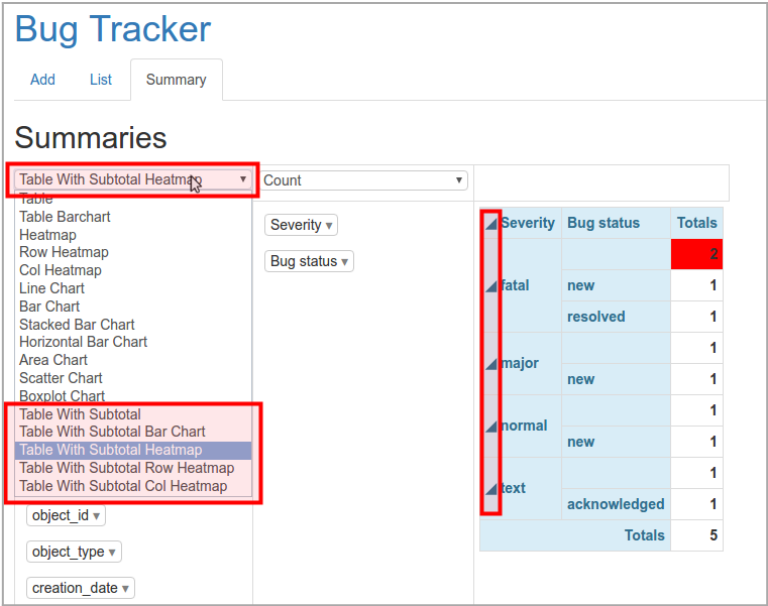 Bug Tracker
Add List Summary
Summaries
Table With Subtotal Heatmap Count
Table
Table Barchart
Heatmap
Row Heatmap
Col Heatmap
Line Chart
Bar Chart
Stacked Bar Chart
Horizontal Bar Chart
Area Chart
Scatter Chart
Boxplot Chart
Table With Subtotal
Table With Subtotal Bar Chart
Table With Subtotal Heatmap
Table With Subtotal Row Heatmap
Table With Subtotal Col Heatmap
object_id
object_type
creation_date
Severity
Bug status
Severity Bug status Totals
2
fatal new 1
resolved 1
1
major
new 1
1
normal
new 1
1
text
acknowledged 1
Totals 5